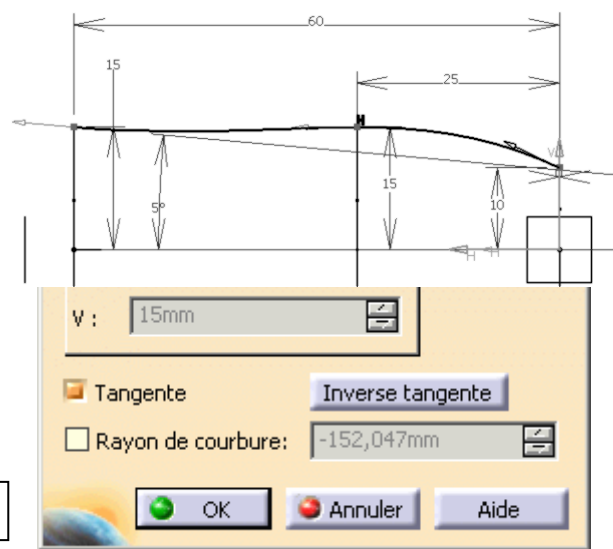 60
15
25
H
V
15
5°
10
H
H
V :
15mm
Tangente
Inverse tangente
Rayon de courbure:
-152,047mm
OK
Annuler
Aide